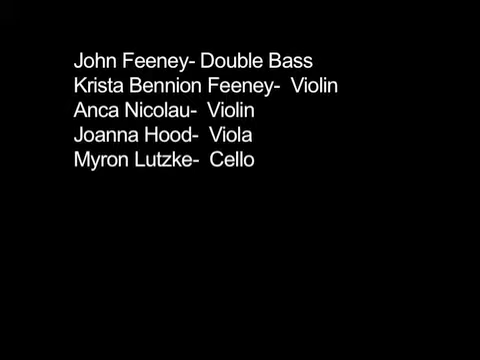 John Feeney- Double Bass
Krista Bennion Feeney-  Violin
Anca Nicolau-  Violin
Joanna Hood-  Viola
Myron Lutzke-  Cello